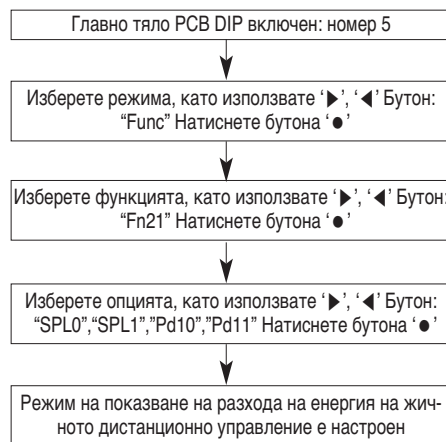 Главно тяло PCB DIP включен: номер 5
Изберете режима, като използвате ‘▶’, ‘◀’ Бутон:
“Func” Натиснете бутона ‘●’
Изберете функцията, като използвате ‘▶’, ‘◀’ Бутон:
“Fn21” Натиснете бутона ‘●’
Изберете опцията, като използвате ‘▶’, ‘◀’ Бутон:
“SPL0”,“SPL1”,”Pd10”,”Pd11” Натиснете бутона ‘●’
Режим на показване на разхода на енергия на жич-
ното дистанционно управление е настроен